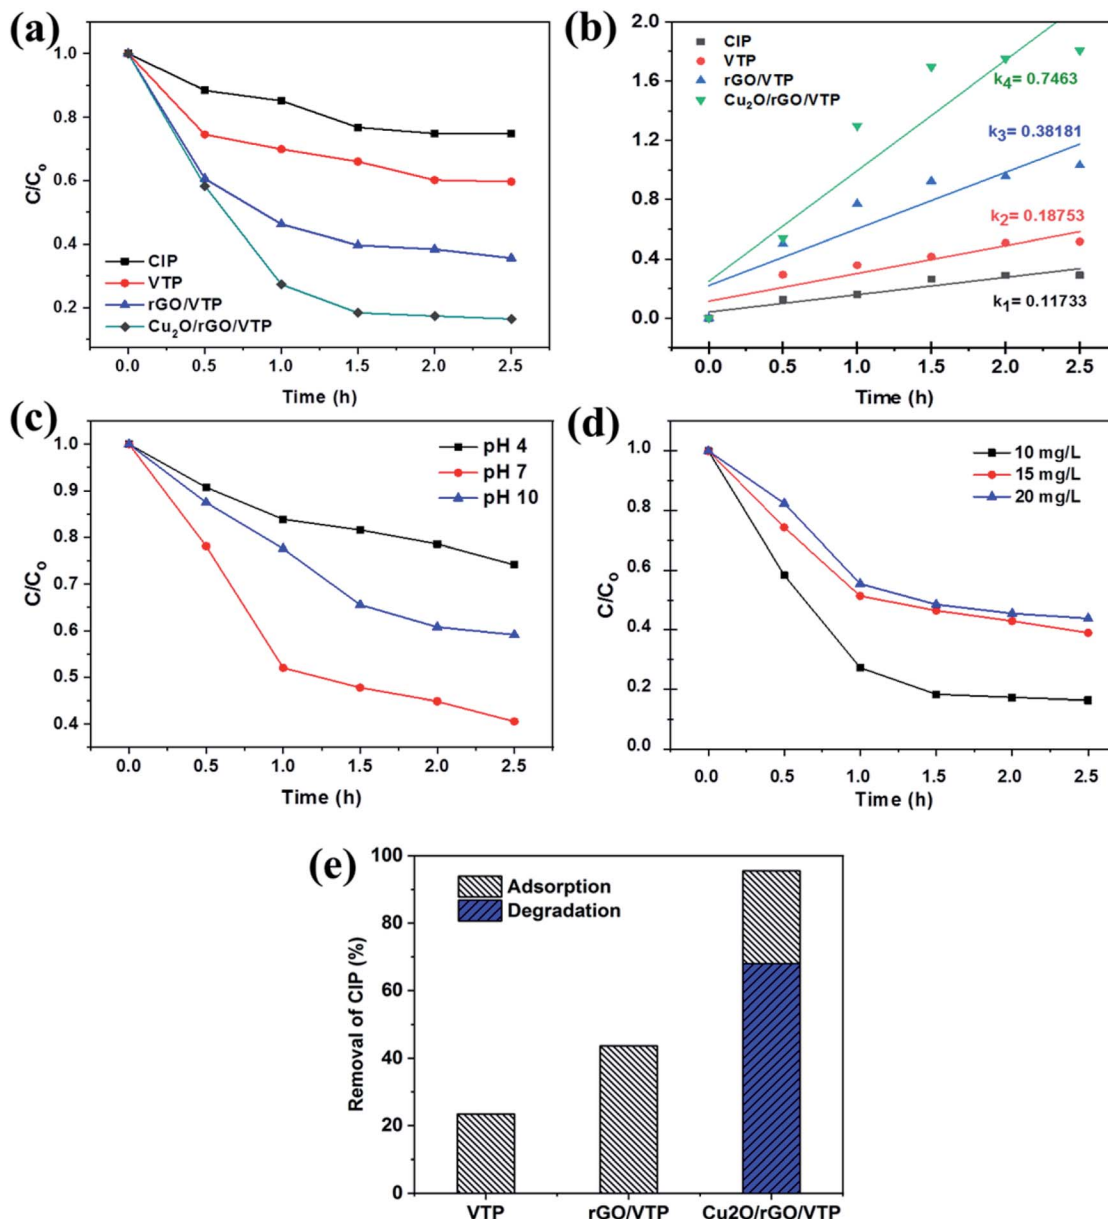 (a)
1.0
0.8
0.6
0.4
0.2
C/Co
CIP
VTP
rGO/VTP
Cu₂O/rGO/VTP
0.0 0.5 1.0 1.5 2.0 2.5
Time (h)
(b)
2.0
1.6
1.2
0.8
0.4
0.0
CIP
VTP
rGO/VTP
Cu₂O/rGO/VTP
k₄= 0.7463
k₃= 0.38181
k₂= 0.18753
k₁= 0.11733
0.0 0.5 1.0 1.5 2.0 2.5
Time (h)
(c)
1.0
0.9
0.8
0.7
0.6
0.5
0.4
C/Co
pH 4
pH 7
pH 10
0.0 0.5 1.0 1.5 2.0 2.5
Time (h)
(d)
1.0
0.8
0.6
0.4
0.2
0.0
C/Co
10 mg/L
15 mg/L
20 mg/L
0.0 0.5 1.0 1.5 2.0 2.5
Time (h)
(e)
100
80
60
40
20
0
Removal of CIP (%)
Adsorption
Degradation
VTP rGO/VTP Cu2O/rGO/VTP